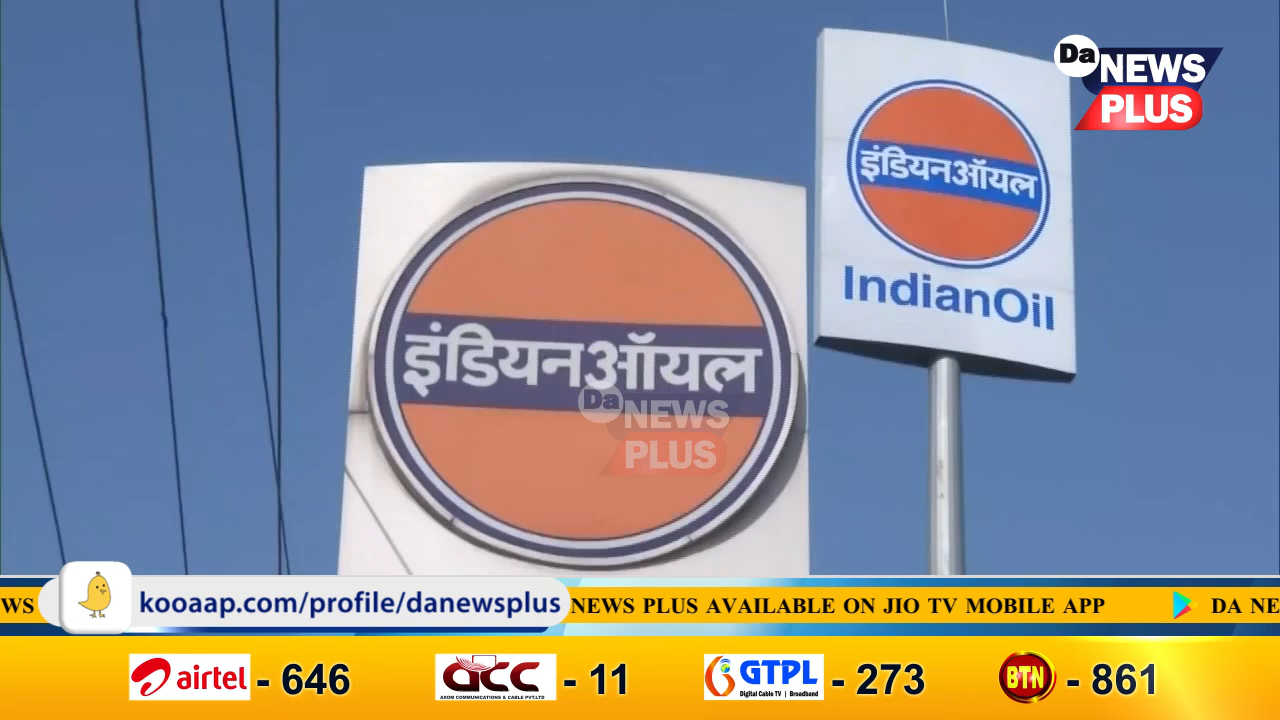 Da
NEWS
PLUS
इंडियनऑयल
IndianOil
इंडियनऑयल
Da
NEWS
PLUS
WS
kooaap.com/profile/danewsplus
NEWS PLUS AVAILABLE ON JIO TV MOBILE APP
DA NE
airtel - 646
acc - 11
AXOM COMMUNICATIONS & CABLE PVT.LTD
GTPL - 273
Digital Cable TV | Broadband
BTN - 861